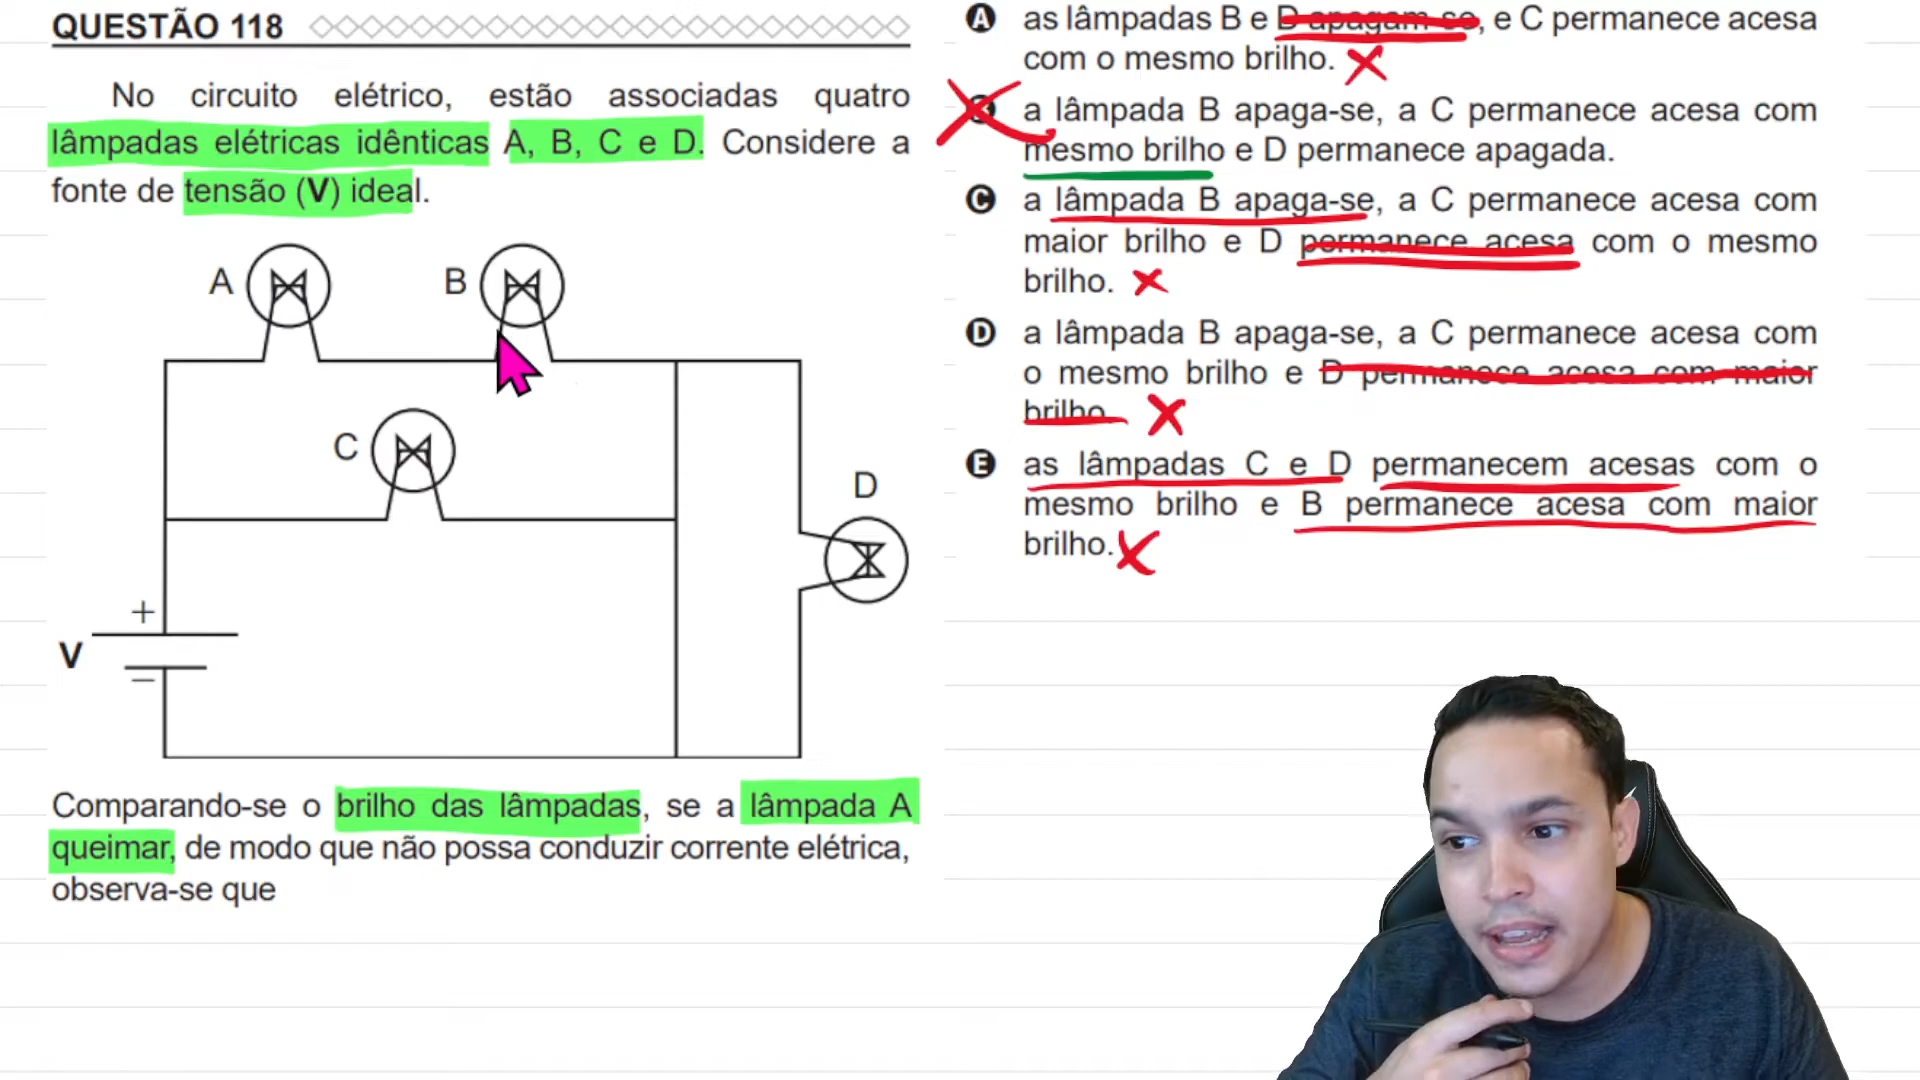 QUESTÃO 118
No circuito elétrico, estão associadas quatro
lâmpadas elétricas idênticas A, B, C e D. Considere a
fonte de tensão (V) ideal.
A
B
C
D
+
V
−
Comparando-se o brilho das lâmpadas, se a lâmpada A
queimar, de modo que não possa conduzir corrente elétrica,
observa-se que
A as lâmpadas B e D apagam-se, e C permanece acesa
com o mesmo brilho.
B a lâmpada B apaga-se, a C permanece acesa com
mesmo brilho e D permanece apagada.
C a lâmpada B apaga-se, a C permanece acesa com
maior brilho e D permanece acesa com o mesmo
brilho.
D a lâmpada B apaga-se, a C permanece acesa com
o mesmo brilho e D permanece acesa com maior
brilho.
E as lâmpadas C e D permanecem acesas com o
mesmo brilho e B permanece acesa com maior
brilho.